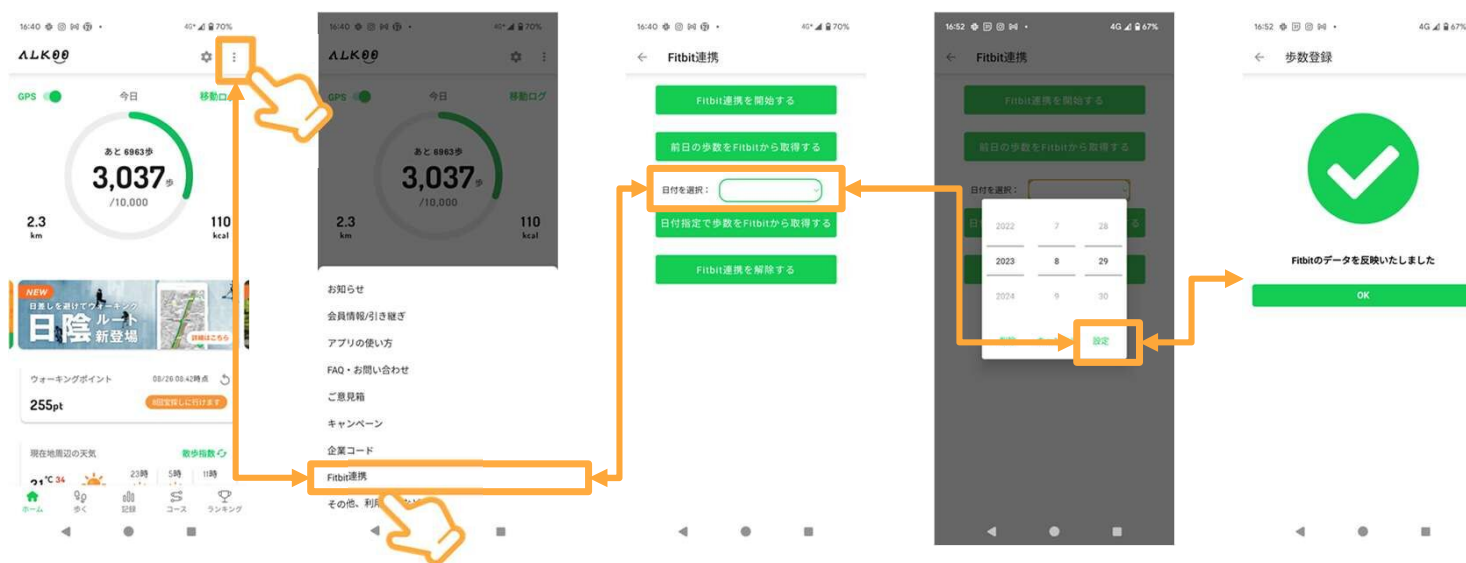 16:40
4G+ 70%
ALKOO
GPS
今日
移動ログ
あと 6963歩
3,037歩
/10,000
2.3
km
110
kcal
NEW
日差しを避けてウォーキング
日陰ルート
新登場
詳細はこちら
ウォーキングポイント
08/26 08:42時点
255pt
現在地周辺の天気
散歩指数
21℃ 34
23時
5時
11時
ホーム
歩く
記録
コース
ランキング
16:40
4G+ 70%
ALKOO
GPS
今日
移動ログ
あと 6963歩
3,037歩
/10,000
2.3
km
110
kcal
お知らせ
会員情報/引き継ぎ
アプリの使い方
FAQ・お問い合わせ
ご意見箱
キャンペーン
企業コード
Fitbit連携
その他、利用
16:40
4G+ 70%
Fitbit連携
Fitbit連携を開始する
前日の歩数をFitbitから取得する
日付を選択：
日付指定で歩数をFitbitから取得する
Fitbit連携を解除する
16:52
4G 67%
Fitbit連携
Fitbit連携を開始する
前日の歩数をFitbitから取得する
日付を選択：
2022 7 28
2023 8 29
2024 9 30
設定
16:52
4G 67%
歩数登録
Fitbitのデータを反映いたしました
OK